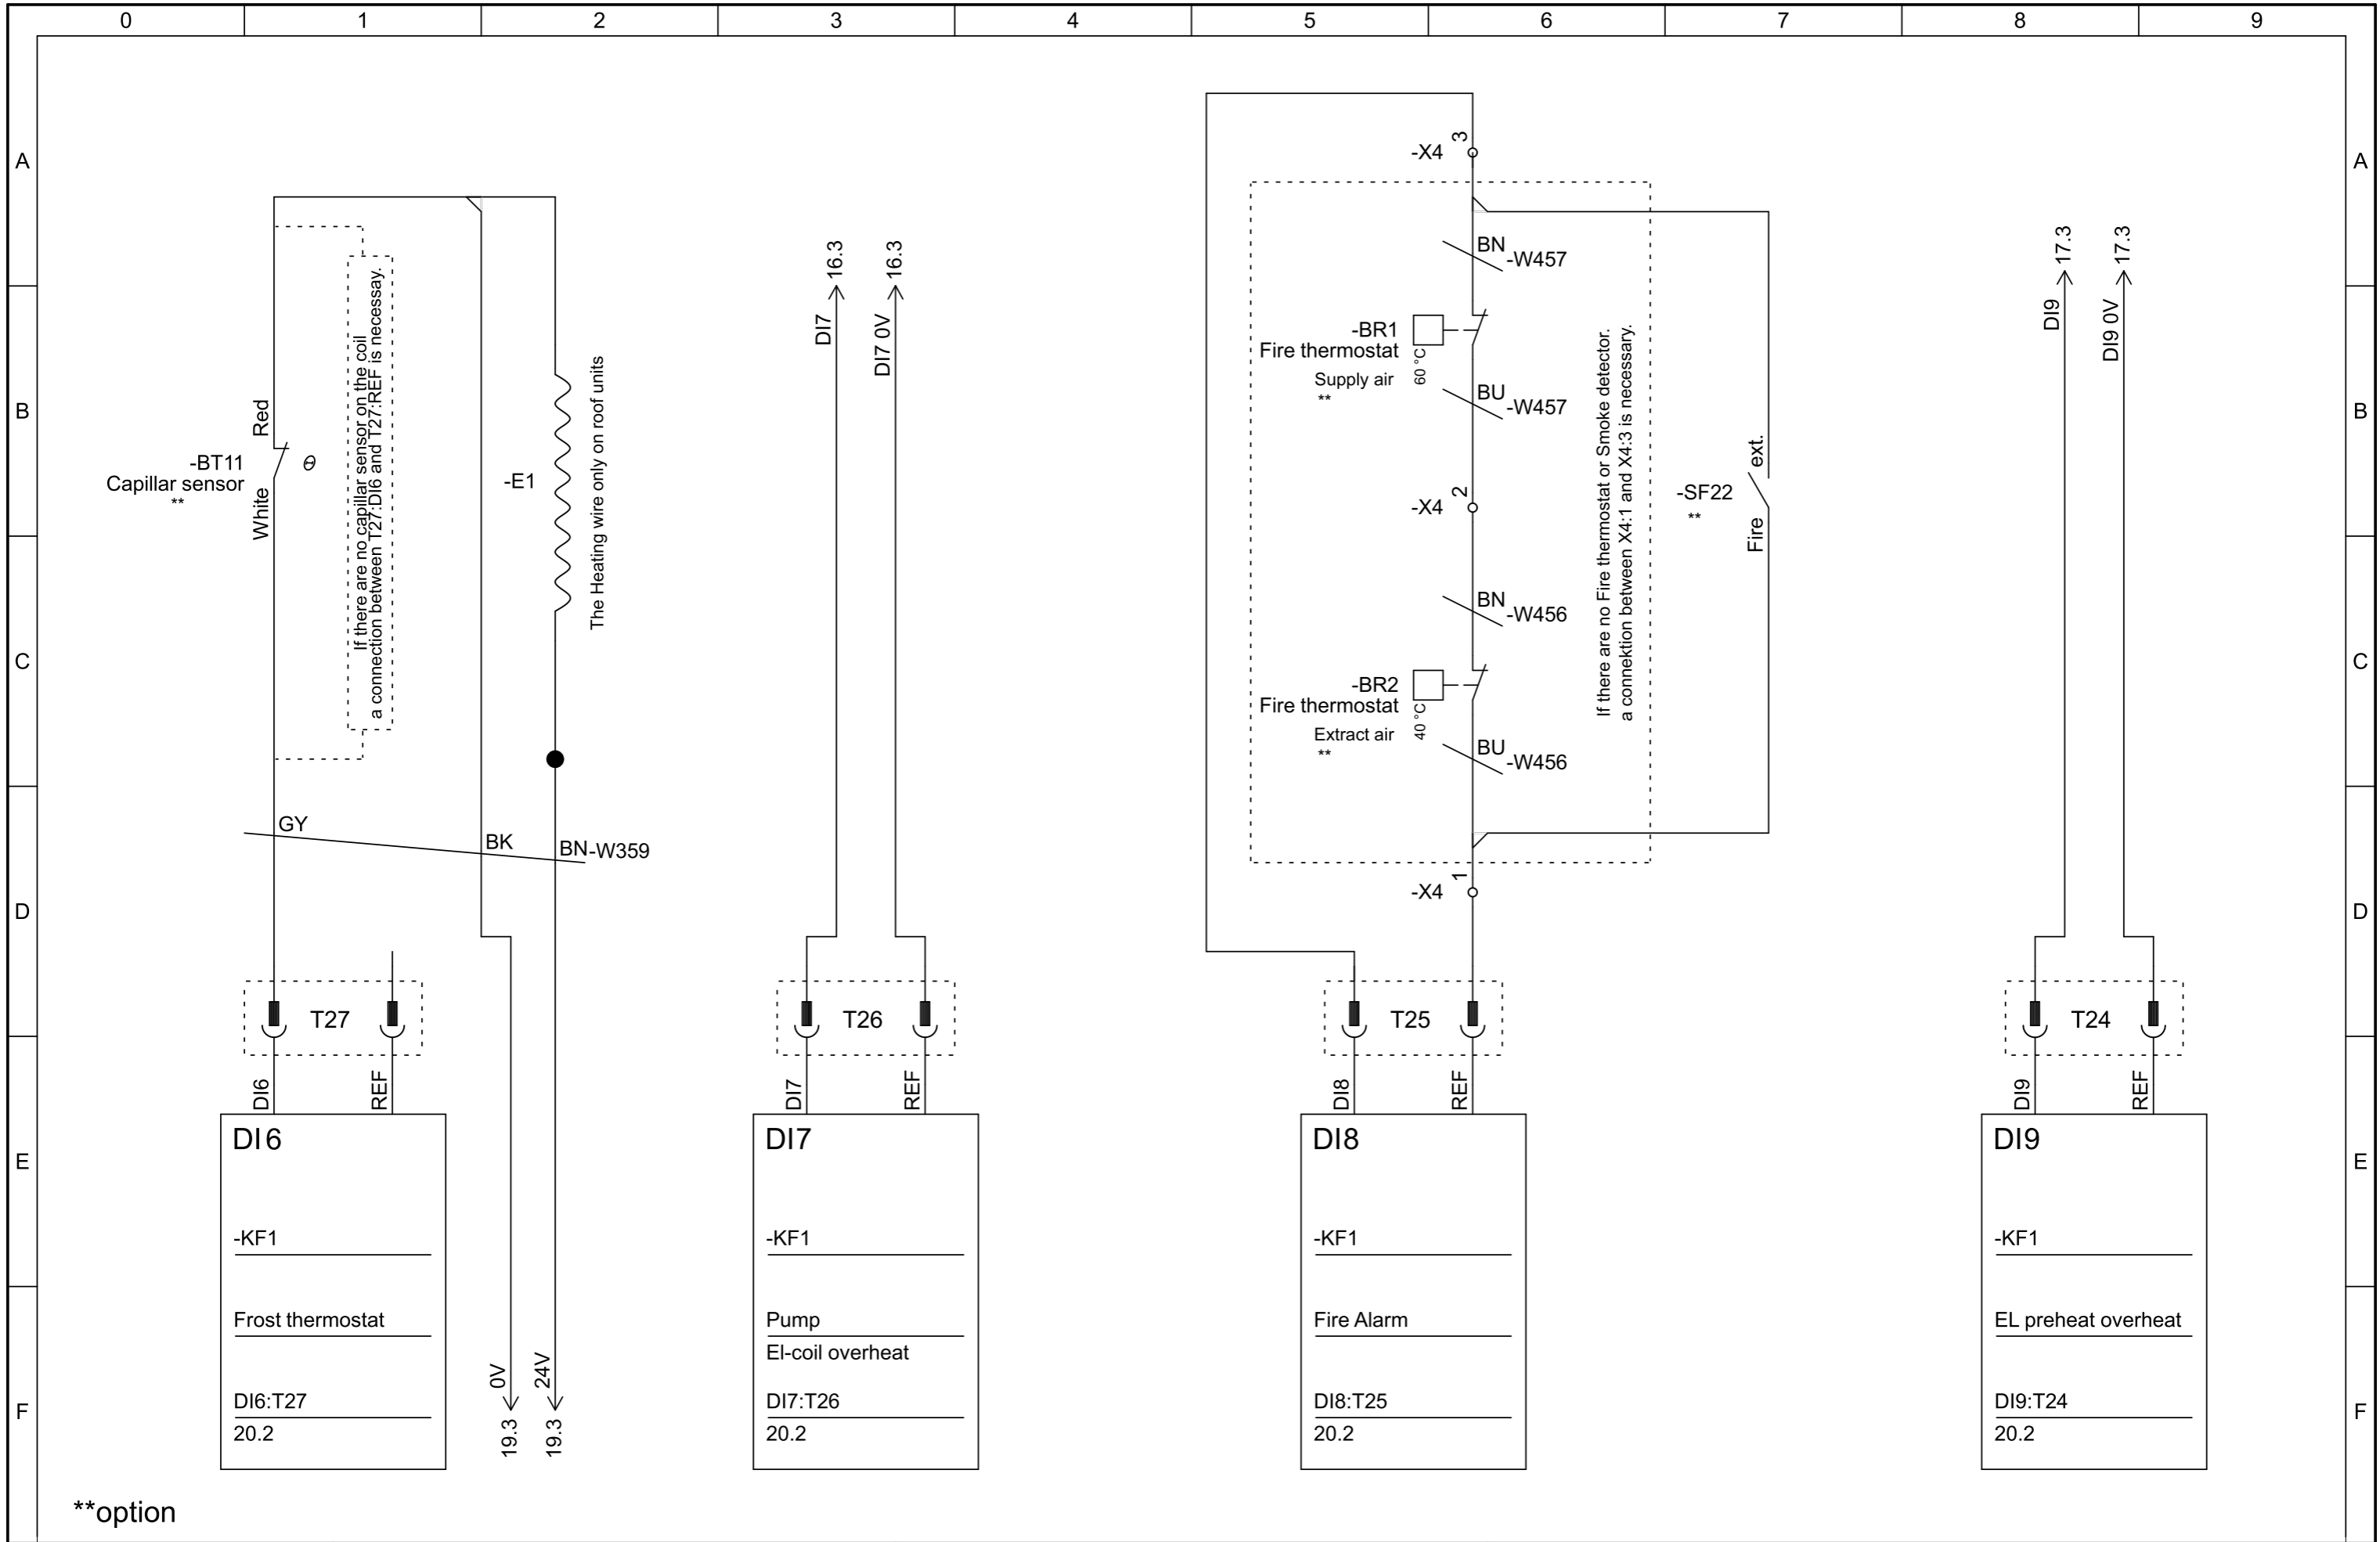 0 1 2 3 4 5 6 7 8 9
A
B
C
D
E
F
A
B
C
D
E
F
-BT11
Capillar sensor
**
Red
White
Θ
If there are no capillar sensor on the coil
a connection between T27:DI6 and T27:REF is necessay.
-E1
The Heating wire only on roof units
GY
BK
BN
-W359
T27
DI6
REF
DI6
-KF1
Frost thermostat
DI6:T27
20.2
0V
19.3
24V
19.3
16.3
DI7
16.3
DI7 0V
T26
DI7
REF
DI7
-KF1
Pump
El-coil overheat
DI7:T26
20.2
-X4
3
BN
-W457
-BR1
Fire thermostat
Supply air
**
60 °C
BU
-W457
-X4
2
BN
-W456
-BR2
Fire thermostat
Extract air
**
40 °C
BU
-W456
-X4
1
If there are no Fire thermostat or Smoke detector.
a connektion between X4:1 and X4:3 is necessary.
-SF22
**
ext.
Fire
T25
DI8
REF
DI8
-KF1
Fire Alarm
DI8:T25
20.2
17.3
DI9
17.3
DI9 0V
T24
DI9
REF
DI9
-KF1
EL preheat overheat
DI9:T24
20.2
**option